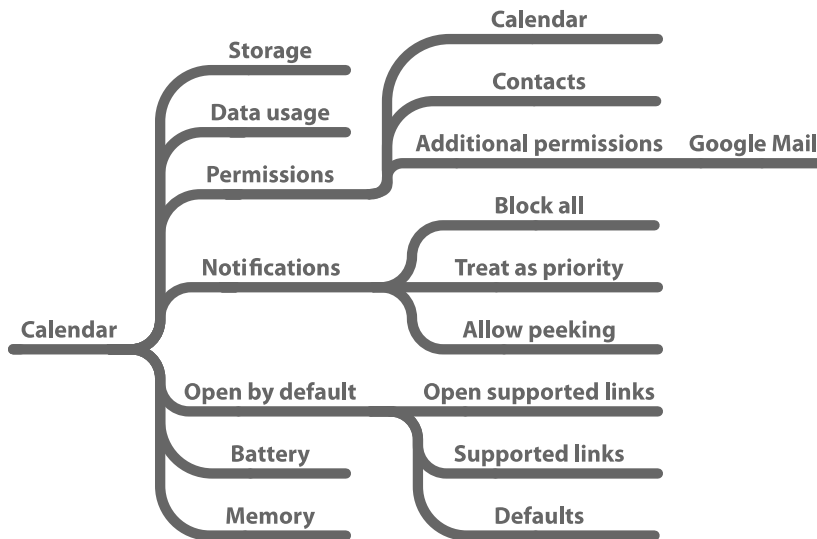 Calendar
Storage
Data usage
Permissions
Calendar
Contacts
Additional permissions
Google Mail
Notifications
Block all
Treat as priority
Allow peeking
Open by default
Open supported links
Supported links
Defaults
Battery
Memory